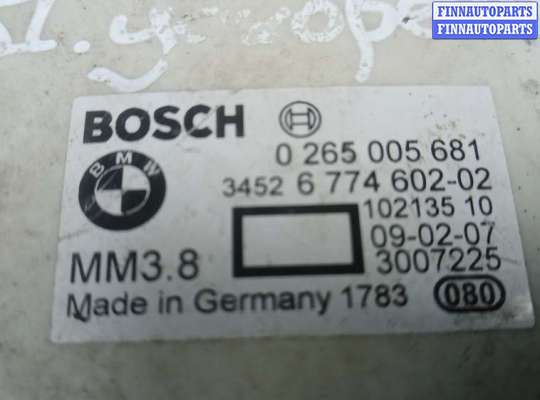 FINNAUTOPARTS
FINNAUTOPARTS
BOSCH
BMW
0 265 005 681
3452 6 774 602-02
102135 10
09-02-07
MM3.8
3007225
Made in Germany 1783
080